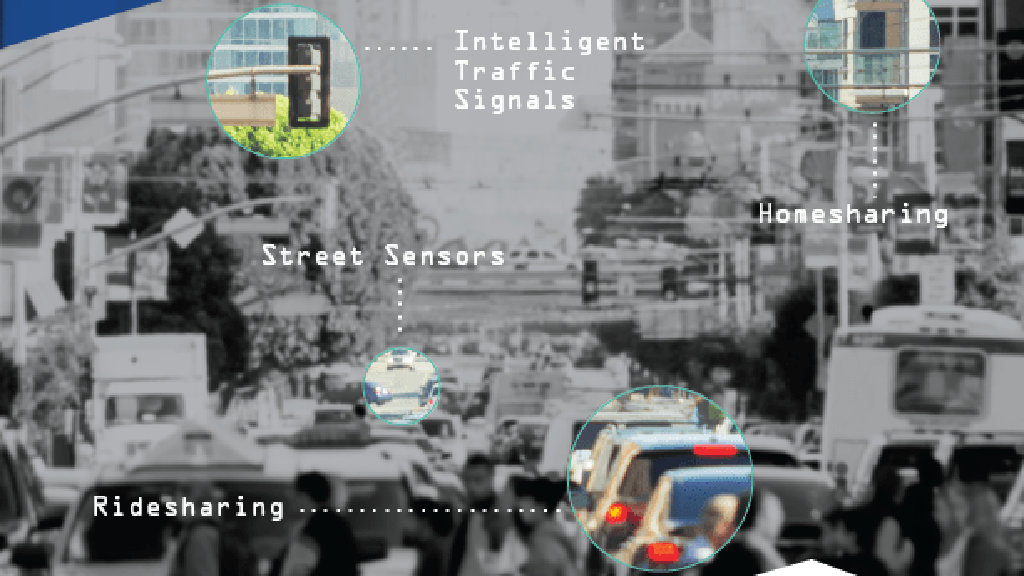 Intelligent
Traffic
Signals
Homesharing
Street Sensors
Ridesharing